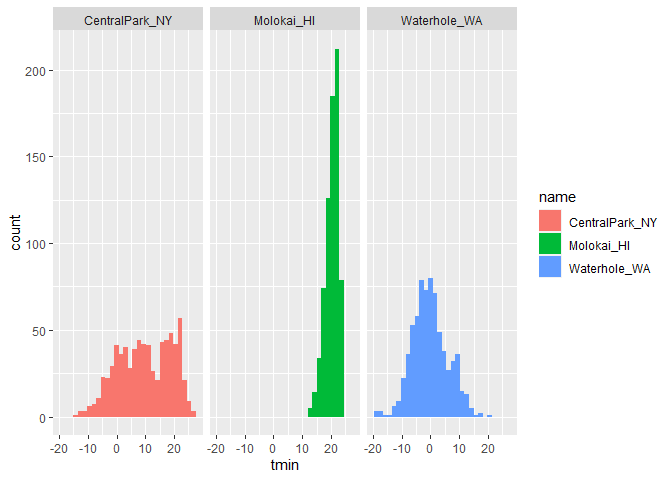 CentralPark_NY Molokai_HI Waterhole_WA
200
150
100
50
0
count
-20 -10 0 10 20 -20 -10 0 10 20 -20 -10 0 10 20
tmin
name
CentralPark_NY
Molokai_HI
Waterhole_WA